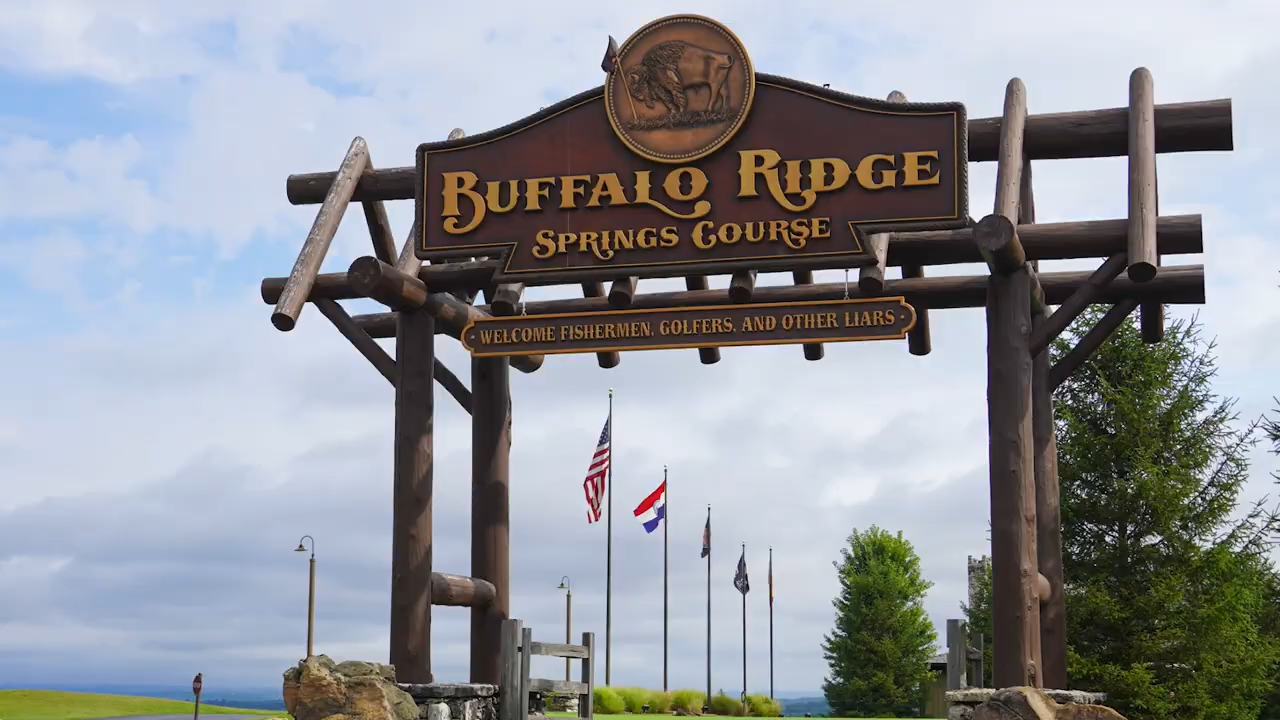 BUFFALO RIDGE
SPRINGS COURSE
WELCOME FISHERMEN, GOLFERS, AND OTHER LIARS